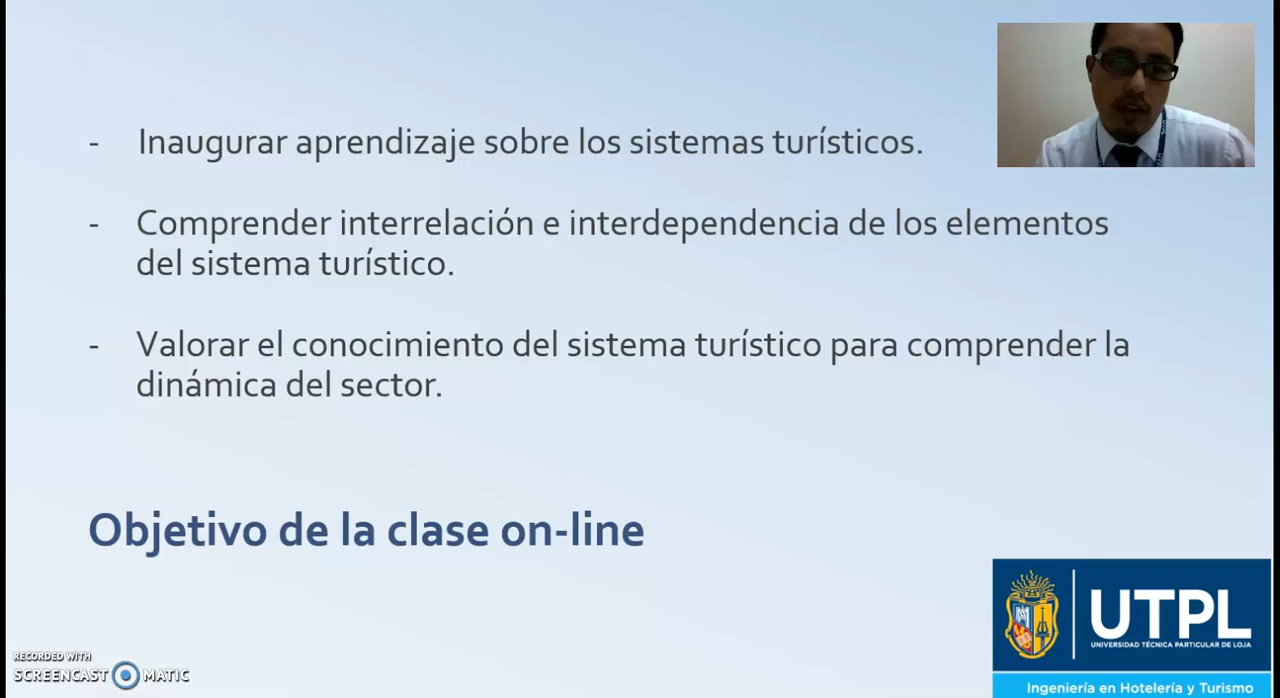 - Inaugurar aprendizaje sobre los sistemas turísticos.
- Comprender interrelación e interdependencia de los elementos
del sistema turístico.
- Valorar el conocimiento del sistema turístico para comprender la
dinámica del sector.
Objetivo de la clase on-line
UTPL
UNIVERSIDAD TÉCNICA PARTICULAR DE LOJA
Ingeniería en Hotelería y Turismo
RECORDED WITH
SCREENCAST MATIC